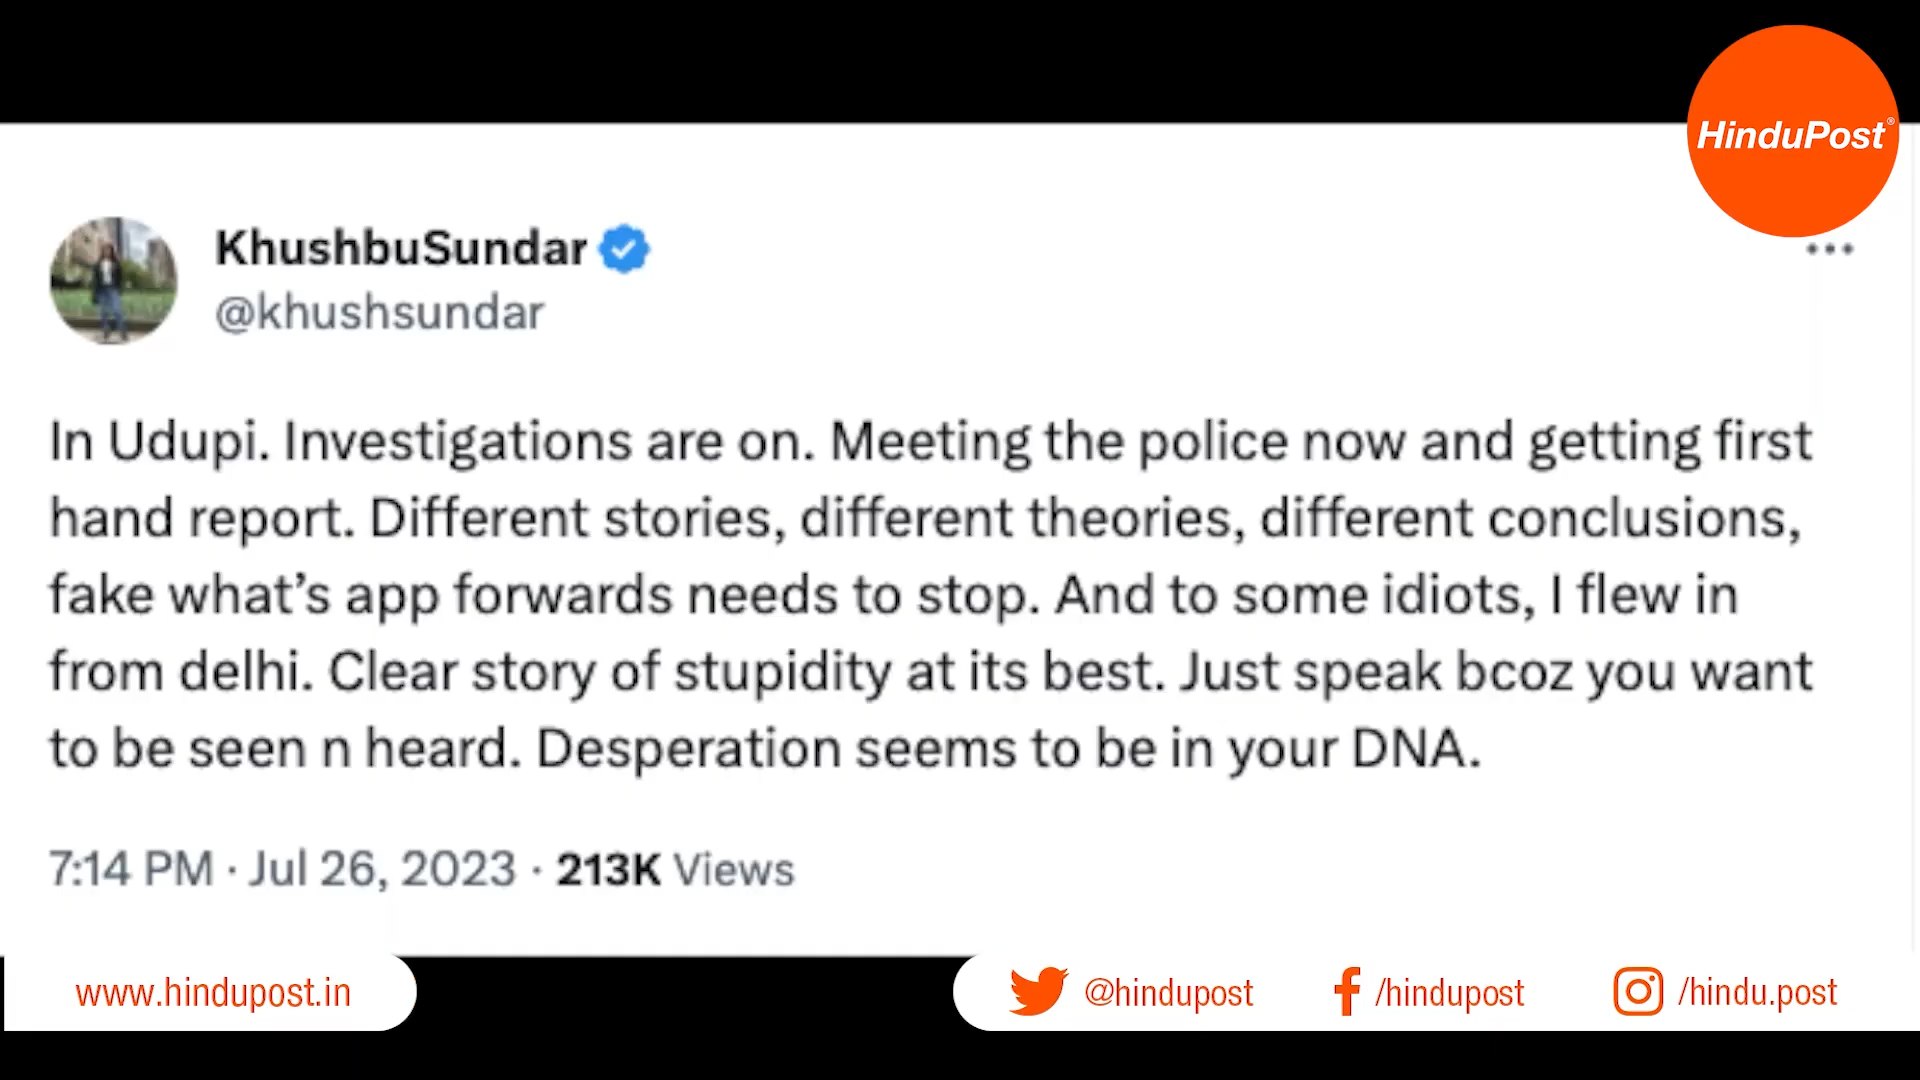 HinduPost®
KhushbuSundar
@khushsundar
In Udupi. Investigations are on. Meeting the police now and getting first
hand report. Different stories, different theories, different conclusions,
fake what’s app forwards needs to stop. And to some idiots, I flew in
from delhi. Clear story of stupidity at its best. Just speak bcoz you want
to be seen n heard. Desperation seems to be in your DNA.
7:14 PM · Jul 26, 2023 · 213K Views
www.hindupost.in
@hindupost
/hindupost
/hindu.post